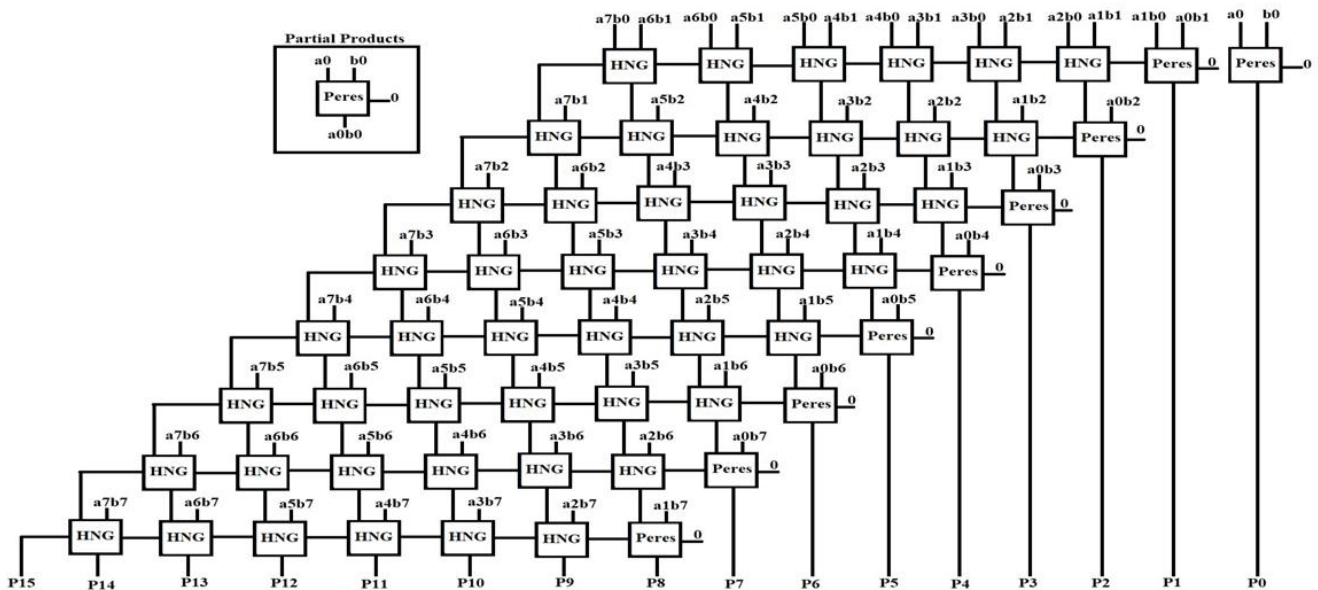 a7b0 a6b1 a6b0 a5b1 a5b0 a4b1 a4b0 a3b1 a3b0 a2b1 a2b0 a1b1 a1b0 a0b1 a0 b0
Partial Products
a0 b0
Peres 0
a0b0
HNG HNG HNG HNG HNG HNG Peres 0 Peres 0
a7b1 a5b2 a4b2 a3b2 a2b2 a1b2 a0b2
HNG HNG HNG HNG HNG HNG Peres 0
a7b2 a6b2 a4b3 a3b3 a2b3 a1b3 a0b3
HNG HNG HNG HNG HNG HNG Peres 0
a7b3 a6b3 a5b3 a3b4 a2b4 a1b4 a0b4
HNG HNG HNG HNG HNG HNG Peres 0
a7b4 a6b4 a5b4 a4b4 a2b5 a1b5 a0b5
HNG HNG HNG HNG HNG HNG Peres 0
a7b5 a6b5 a5b5 a4b5 a3b5 a1b6 a0b6
HNG HNG HNG HNG HNG HNG Peres 0
a7b6 a6b6 a5b6 a4b6 a3b6 a2b6 a0b7
HNG HNG HNG HNG HNG HNG Peres 0
a7b7 a6b7 a5b7 a4b7 a3b7 a2b7 a1b7
HNG HNG HNG HNG HNG HNG Peres 0
P15 P14 P13 P12 P11 P10 P9 P8 P7 P6 P5 P4 P3 P2 P1 P0